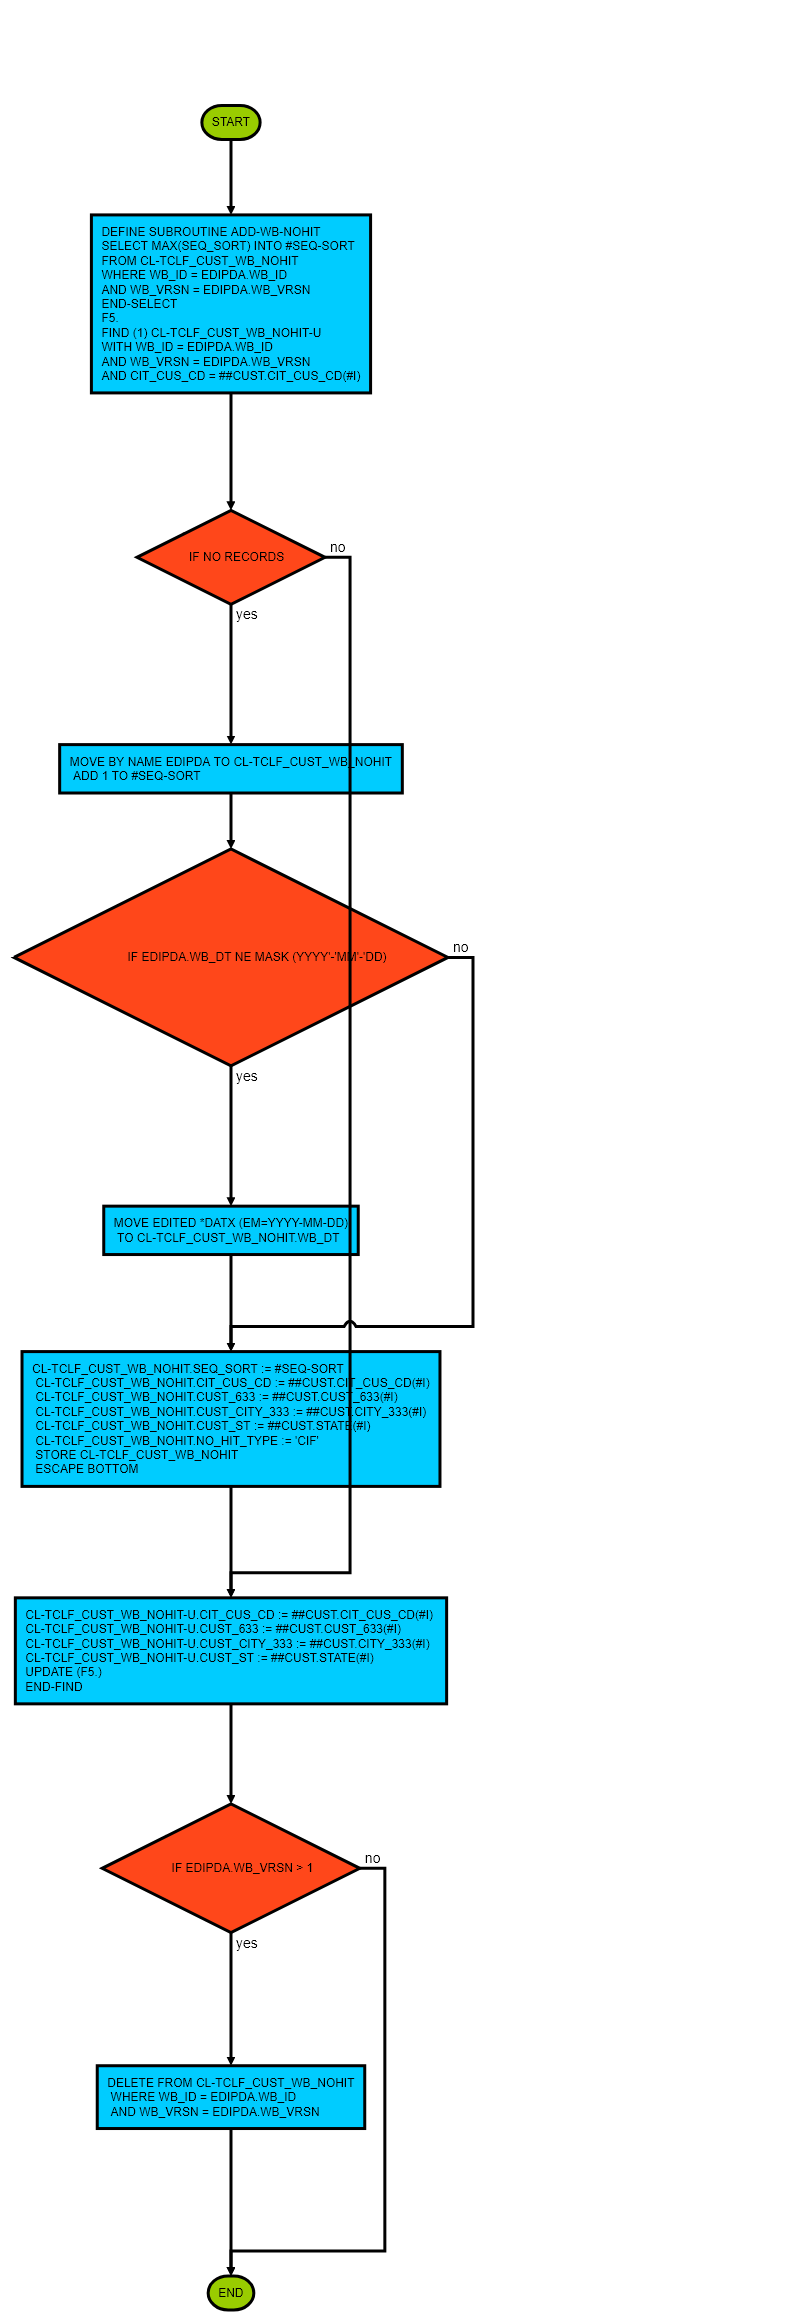 START
DEFINE SUBROUTINE ADD-WB-NOHIT
SELECT MAX(SEQ_SORT) INTO #SEQ-SORT
FROM CL-TCLF_CUST_WB_NOHIT
WHERE WB_ID = EDIPDA.WB_ID
AND WB_VRSN = EDIPDA.WB_VRSN
END-SELECT
F5.
FIND (1) CL-TCLF_CUST_WB_NOHIT-U
WITH WB_ID = EDIPDA.WB_ID
AND WB_VRSN = EDIPDA.WB_VRSN
AND CIT_CUS_CD = ##CUST.CIT_CUS_CD(#I)
IF NO RECORDS
no
yes
MOVE BY NAME EDIPDA TO CL-TCLF_CUST_WB_NOHIT
ADD 1 TO #SEQ-SORT
IF EDIPDA.WB_DT NE MASK (YYYY'-'MM'-'DD)
no
yes
MOVE EDITED *DATX (EM=YYYY-MM-DD)
TO CL-TCLF_CUST_WB_NOHIT.WB_DT
CL-TCLF_CUST_WB_NOHIT.SEQ_SORT := #SEQ-SORT
CL-TCLF_CUST_WB_NOHIT.CIT_CUS_CD := ##CUST.CIT_CUS_CD(#I)
CL-TCLF_CUST_WB_NOHIT.CUST_633 := ##CUST.CUST_633(#I)
CL-TCLF_CUST_WB_NOHIT.CUST_CITY_333 := ##CUST.CITY_333(#I)
CL-TCLF_CUST_WB_NOHIT.CUST_ST := ##CUST.STATE(#I)
CL-TCLF_CUST_WB_NOHIT.NO_HIT_TYPE := 'CIF'
STORE CL-TCLF_CUST_WB_NOHIT
ESCAPE BOTTOM
CL-TCLF_CUST_WB_NOHIT-U.CIT_CUS_CD := ##CUST.CIT_CUS_CD(#I)
CL-TCLF_CUST_WB_NOHIT-U.CUST_633 := ##CUST.CUST_633(#I)
CL-TCLF_CUST_WB_NOHIT-U.CUST_CITY_333 := ##CUST.CITY_333(#I)
CL-TCLF_CUST_WB_NOHIT-U.CUST_ST := ##CUST.STATE(#I)
UPDATE (F5.)
END-FIND
IF EDIPDA.WB_VRSN > 1
no
yes
DELETE FROM CL-TCLF_CUST_WB_NOHIT
WHERE WB_ID = EDIPDA.WB_ID
AND WB_VRSN = EDIPDA.WB_VRSN
END